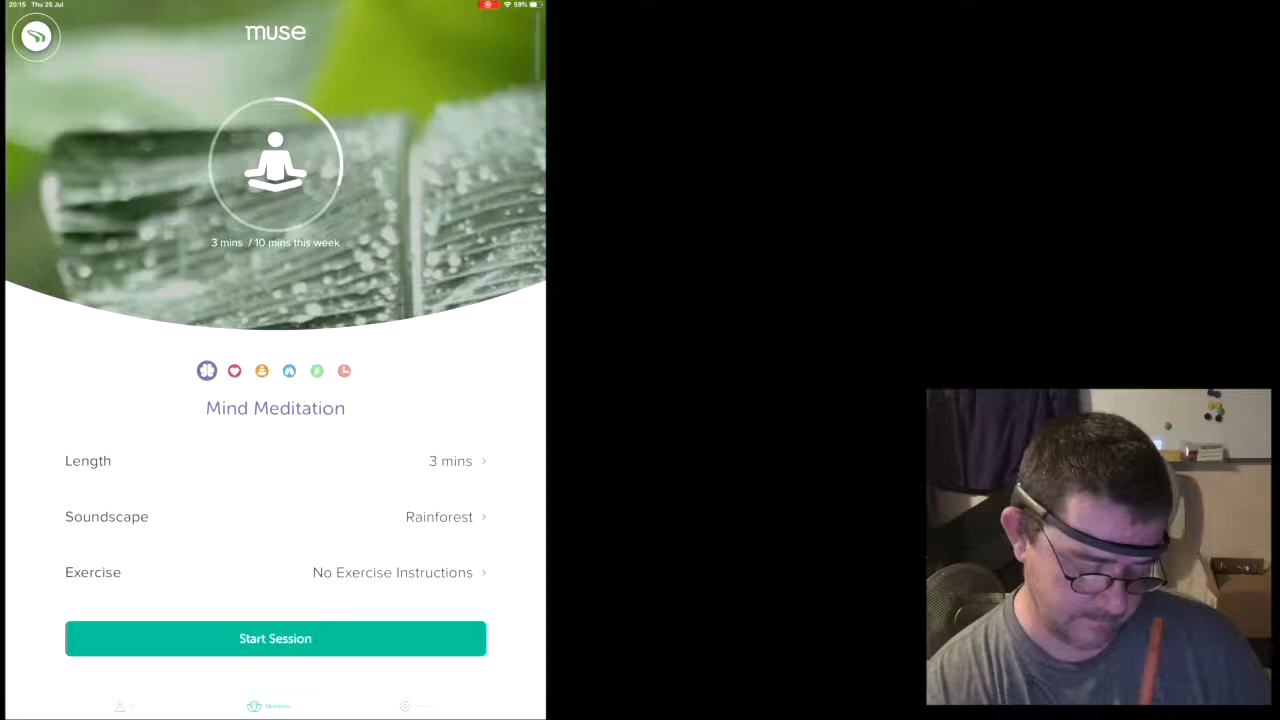 20:15 Thu 25 Jul
59%
muse
3 mins / 10 mins this week
Mind Meditation
Length 3 mins >
Soundscape Rainforest >
Exercise No Exercise Instructions >
Start Session